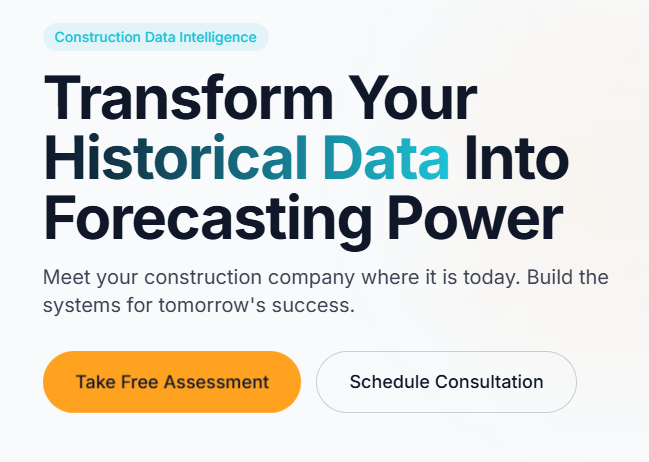 Construction Data Intelligence
Transform Your
Historical Data Into
Forecasting Power
Meet your construction company where it is today. Build the
systems for tomorrow's success.
Take Free Assessment
Schedule Consultation